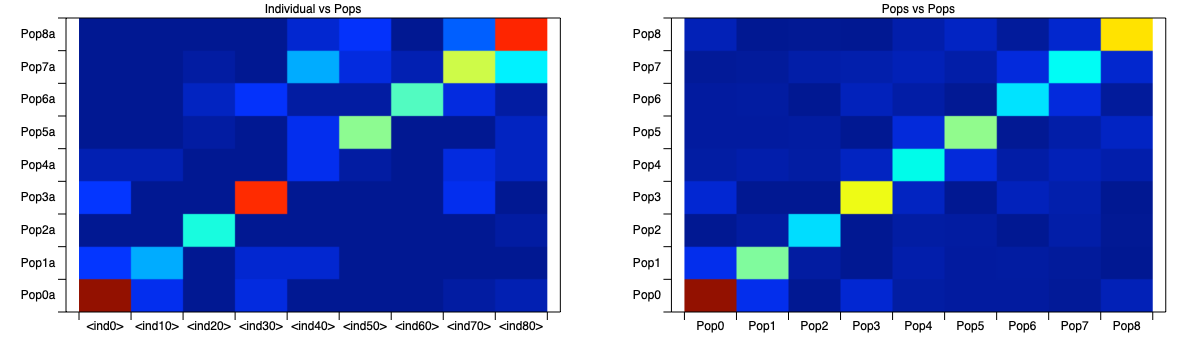 Individual vs Pops
Pop8a
Pop7a
Pop6a
Pop5a
Pop4a
Pop3a
Pop2a
Pop1a
Pop0a
<ind0> <ind10> <ind20> <ind30> <ind40> <ind50> <ind60> <ind70> <ind80>
Pops vs Pops
Pop8
Pop7
Pop6
Pop5
Pop4
Pop3
Pop2
Pop1
Pop0
Pop0 Pop1 Pop2 Pop3 Pop4 Pop5 Pop6 Pop7 Pop8